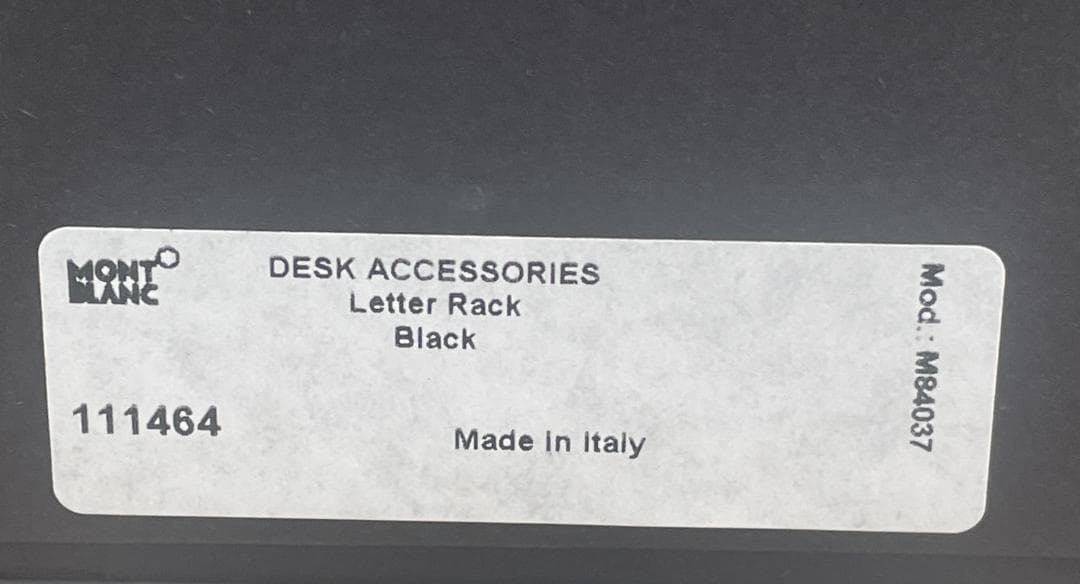 MONT
BLANC
DESK ACCESSORIES
Letter Rack
Black
111464
Made in Italy
Mod.: M84037